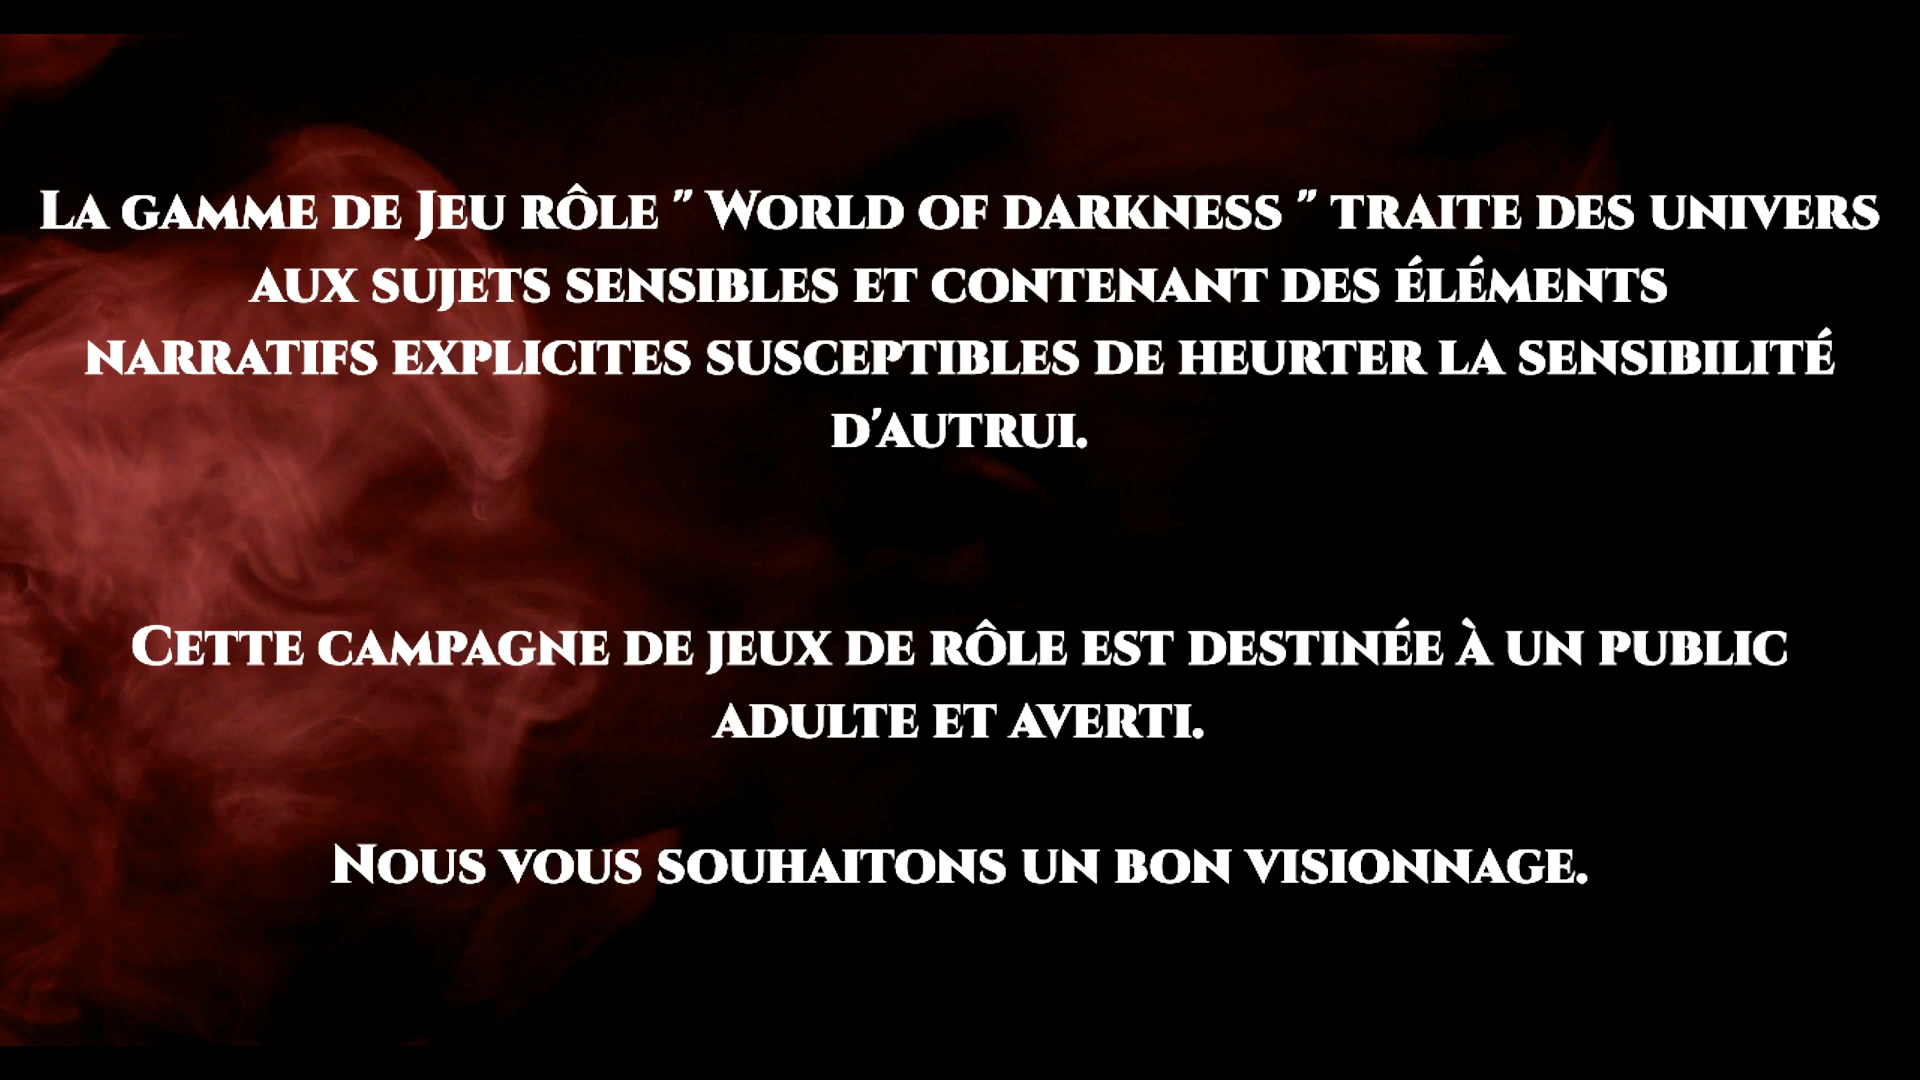 La gamme de Jeu rôle " World of darkness " traite des univers
aux sujets sensibles et contenant des éléments
narratifs explicites susceptibles de heurter la sensibilité
d'autrui.
Cette campagne de jeux de rôle est destinée à un public
adulte et averti.
Nous vous souhaitons un bon visionnage.